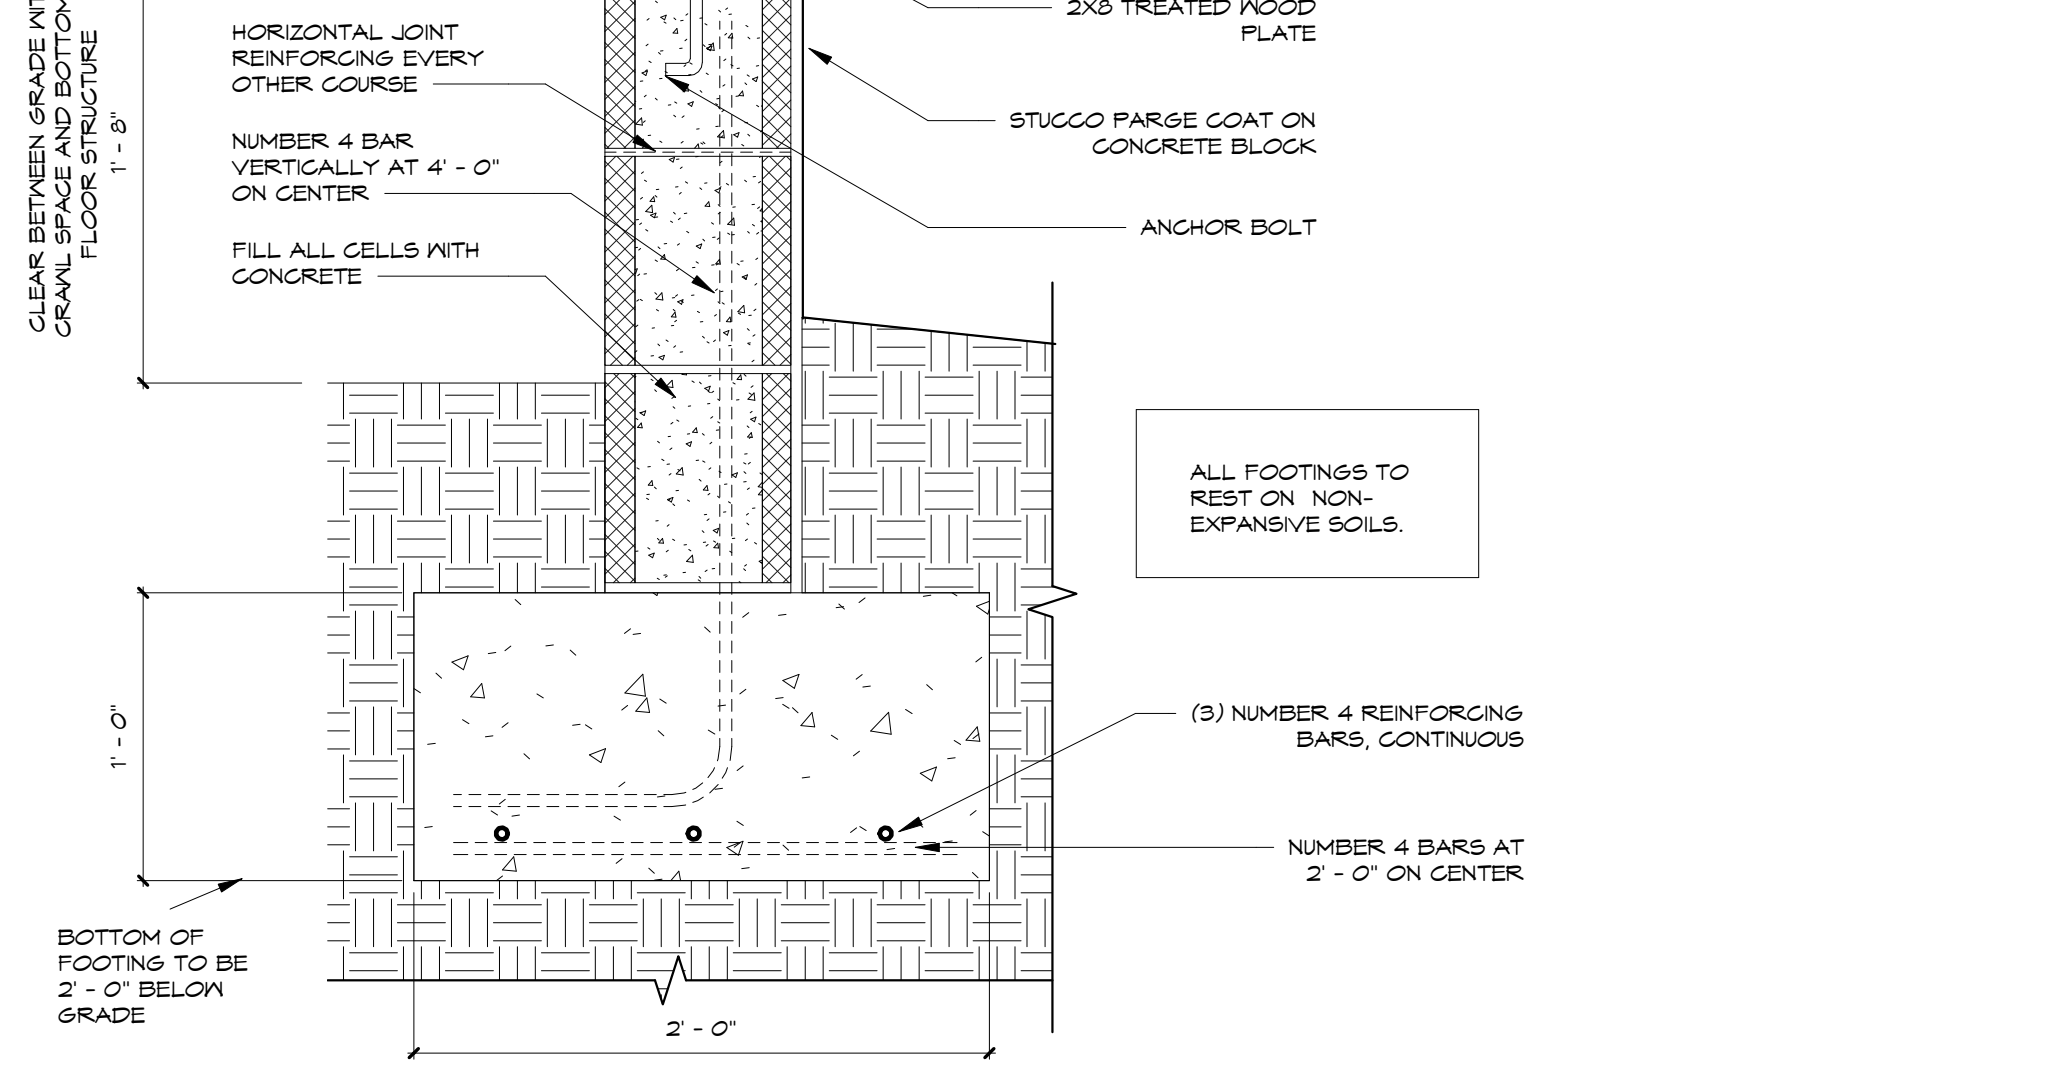 CLEAR BETWEEN GRADE
CRAWL SPACE AND BOTTOM
FLOOR STRUCTURE
1' - 8"
HORIZONTAL JOINT
REINFORCING EVERY
OTHER COURSE
NUMBER 4 BAR
VERTICALLY AT 4' - 0"
ON CENTER
FILL ALL CELLS WITH
CONCRETE
2X8 TREATED WOOD
PLATE
STUCCO PARGE COAT ON
CONCRETE BLOCK
ANCHOR BOLT
ALL FOOTINGS TO
REST ON NON-
EXPANSIVE SOILS.
1' - 0"
(3) NUMBER 4 REINFORCING
BARS, CONTINUOUS
NUMBER 4 BARS AT
2' - 0" ON CENTER
BOTTOM OF
FOOTING TO BE
2' - 0" BELOW
GRADE
2' - 0"